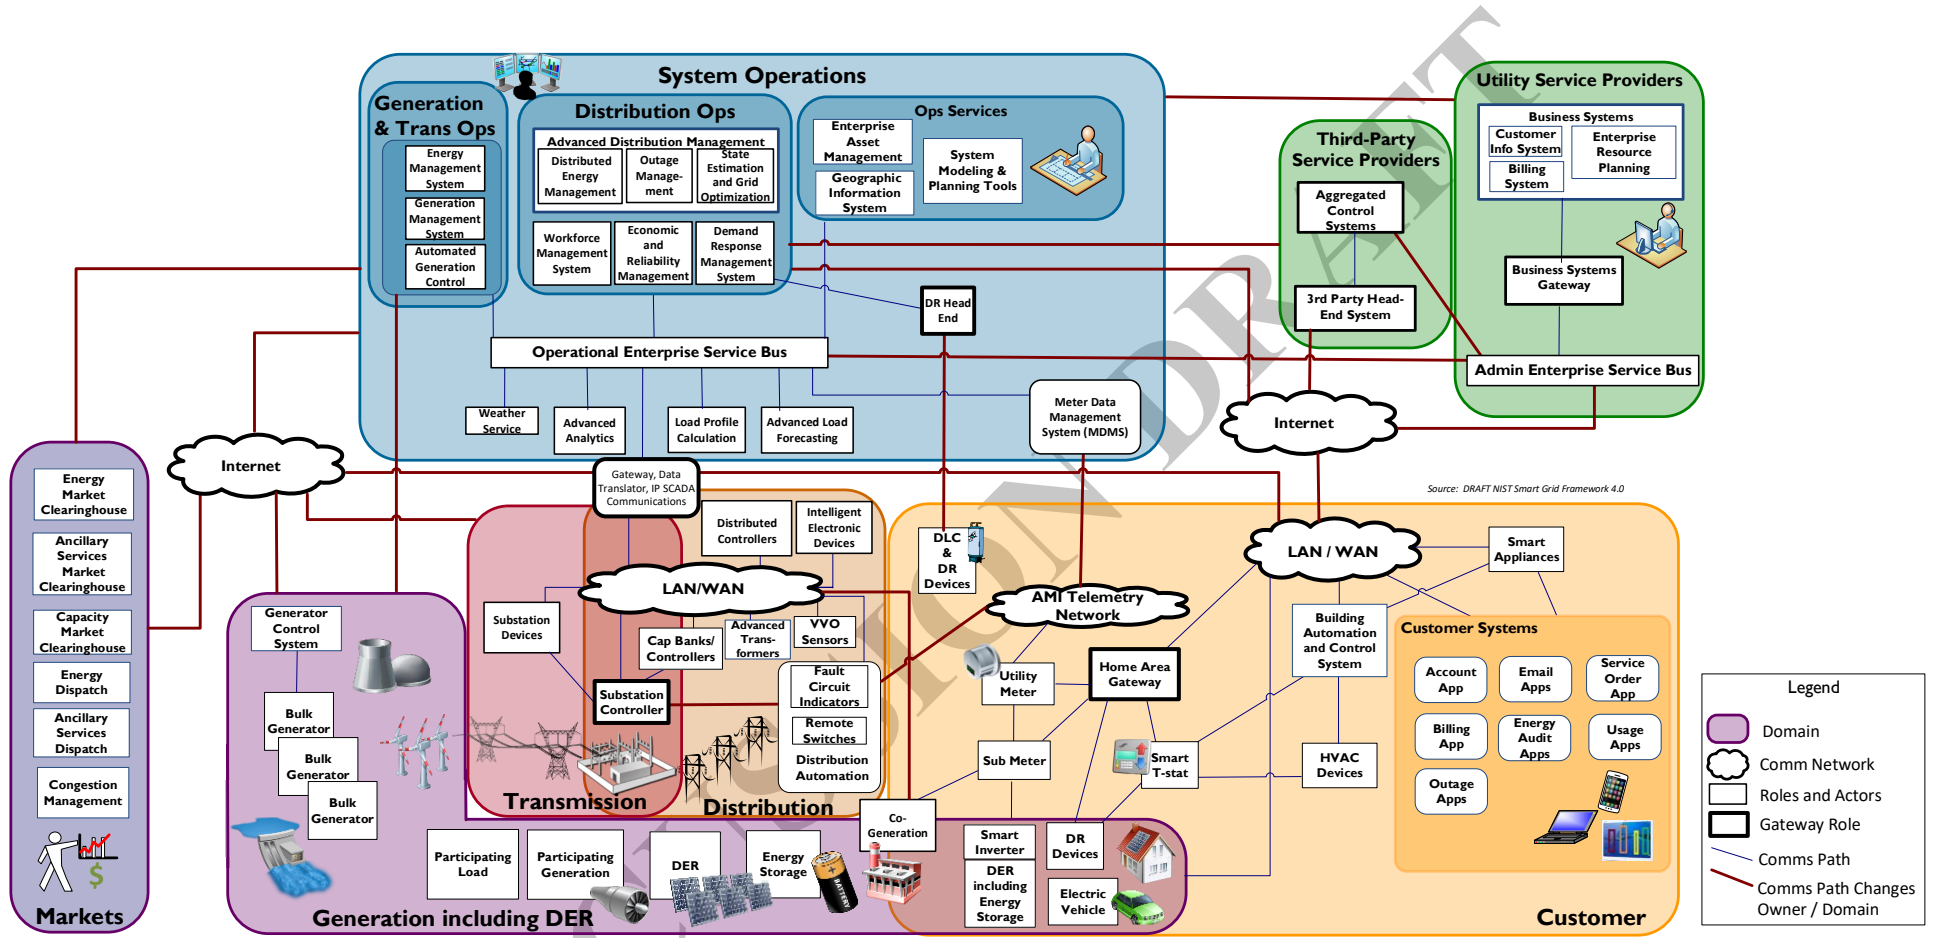 System Operations
Generation
& Trans Ops
Energy
Management
System
Generation
Management
System
Automated
Generation
Control
Distribution Ops
Advanced Distribution Management
Distributed
Energy
Management
Outage
Manage-
ment
State
Estimation
and Grid
Optimization
Workforce
Management
System
Economic
and
Reliability
Management
Demand
Response
Management
System
Ops Services
Enterprise
Asset
Management
Geographic
Information
System
System
Modeling &
Planning Tools
DR Head
End
Operational Enterprise Service Bus
Weather
Service
Advanced
Analytics
Load Profile
Calculation
Advanced Load
Forecasting
Meter Data
Management
System (MDMS)
Third-Party
Service Providers
Aggregated
Control
Systems
3rd Party Head-
End System
Utility Service Providers
Business Systems
Customer
Info System
Billing
System
Enterprise
Resource
Planning
Business Systems
Gateway
Admin Enterprise Service Bus
Internet
Internet
Source: DRAFT NIST Smart Grid Framework 4.0
Energy
Market
Clearinghouse
Ancillary
Services
Market
Clearinghouse
Capacity
Market
Clearinghouse
Energy
Dispatch
Ancillary
Services
Dispatch
Congestion
Management
$
Markets
Gateway, Data
Translator, IP SCADA
Communications
Distributed
Controllers
Intelligent
Electronic
Devices
LAN/WAN
Substation
Devices
Cap Banks/
Controllers
Advanced
Trans-
formers
VVO
Sensors
Substation
Controller
Fault
Circuit
Indicators
Remote
Switches
Distribution
Automation
Transmission
Distribution
Generator
Control
System
Bulk
Generator
Bulk
Generator
Bulk
Generator
Participating
Load
Participating
Generation
DER
Energy
Storage
BATTERY
Co-
Generation
Generation including DER
DLC
&
DR
Devices
AMI Telemetry
Network
LAN / WAN
Smart
Appliances
Utility
Meter
Home Area
Gateway
Building
Automation
and Control
System
Sub Meter
Smart
T-stat
HVAC
Devices
Smart
Inverter
DER
including
Energy
Storage
DR
Devices
Electric
Vehicle
Customer Systems
Account
App
Email
Apps
Service
Order
App
Billing
App
Energy
Audit
Apps
Usage
Apps
Outage
Apps
Customer
Legend
Domain
Comm Network
Roles and Actors
Gateway Role
Comms Path
Comms Path Changes
Owner / Domain